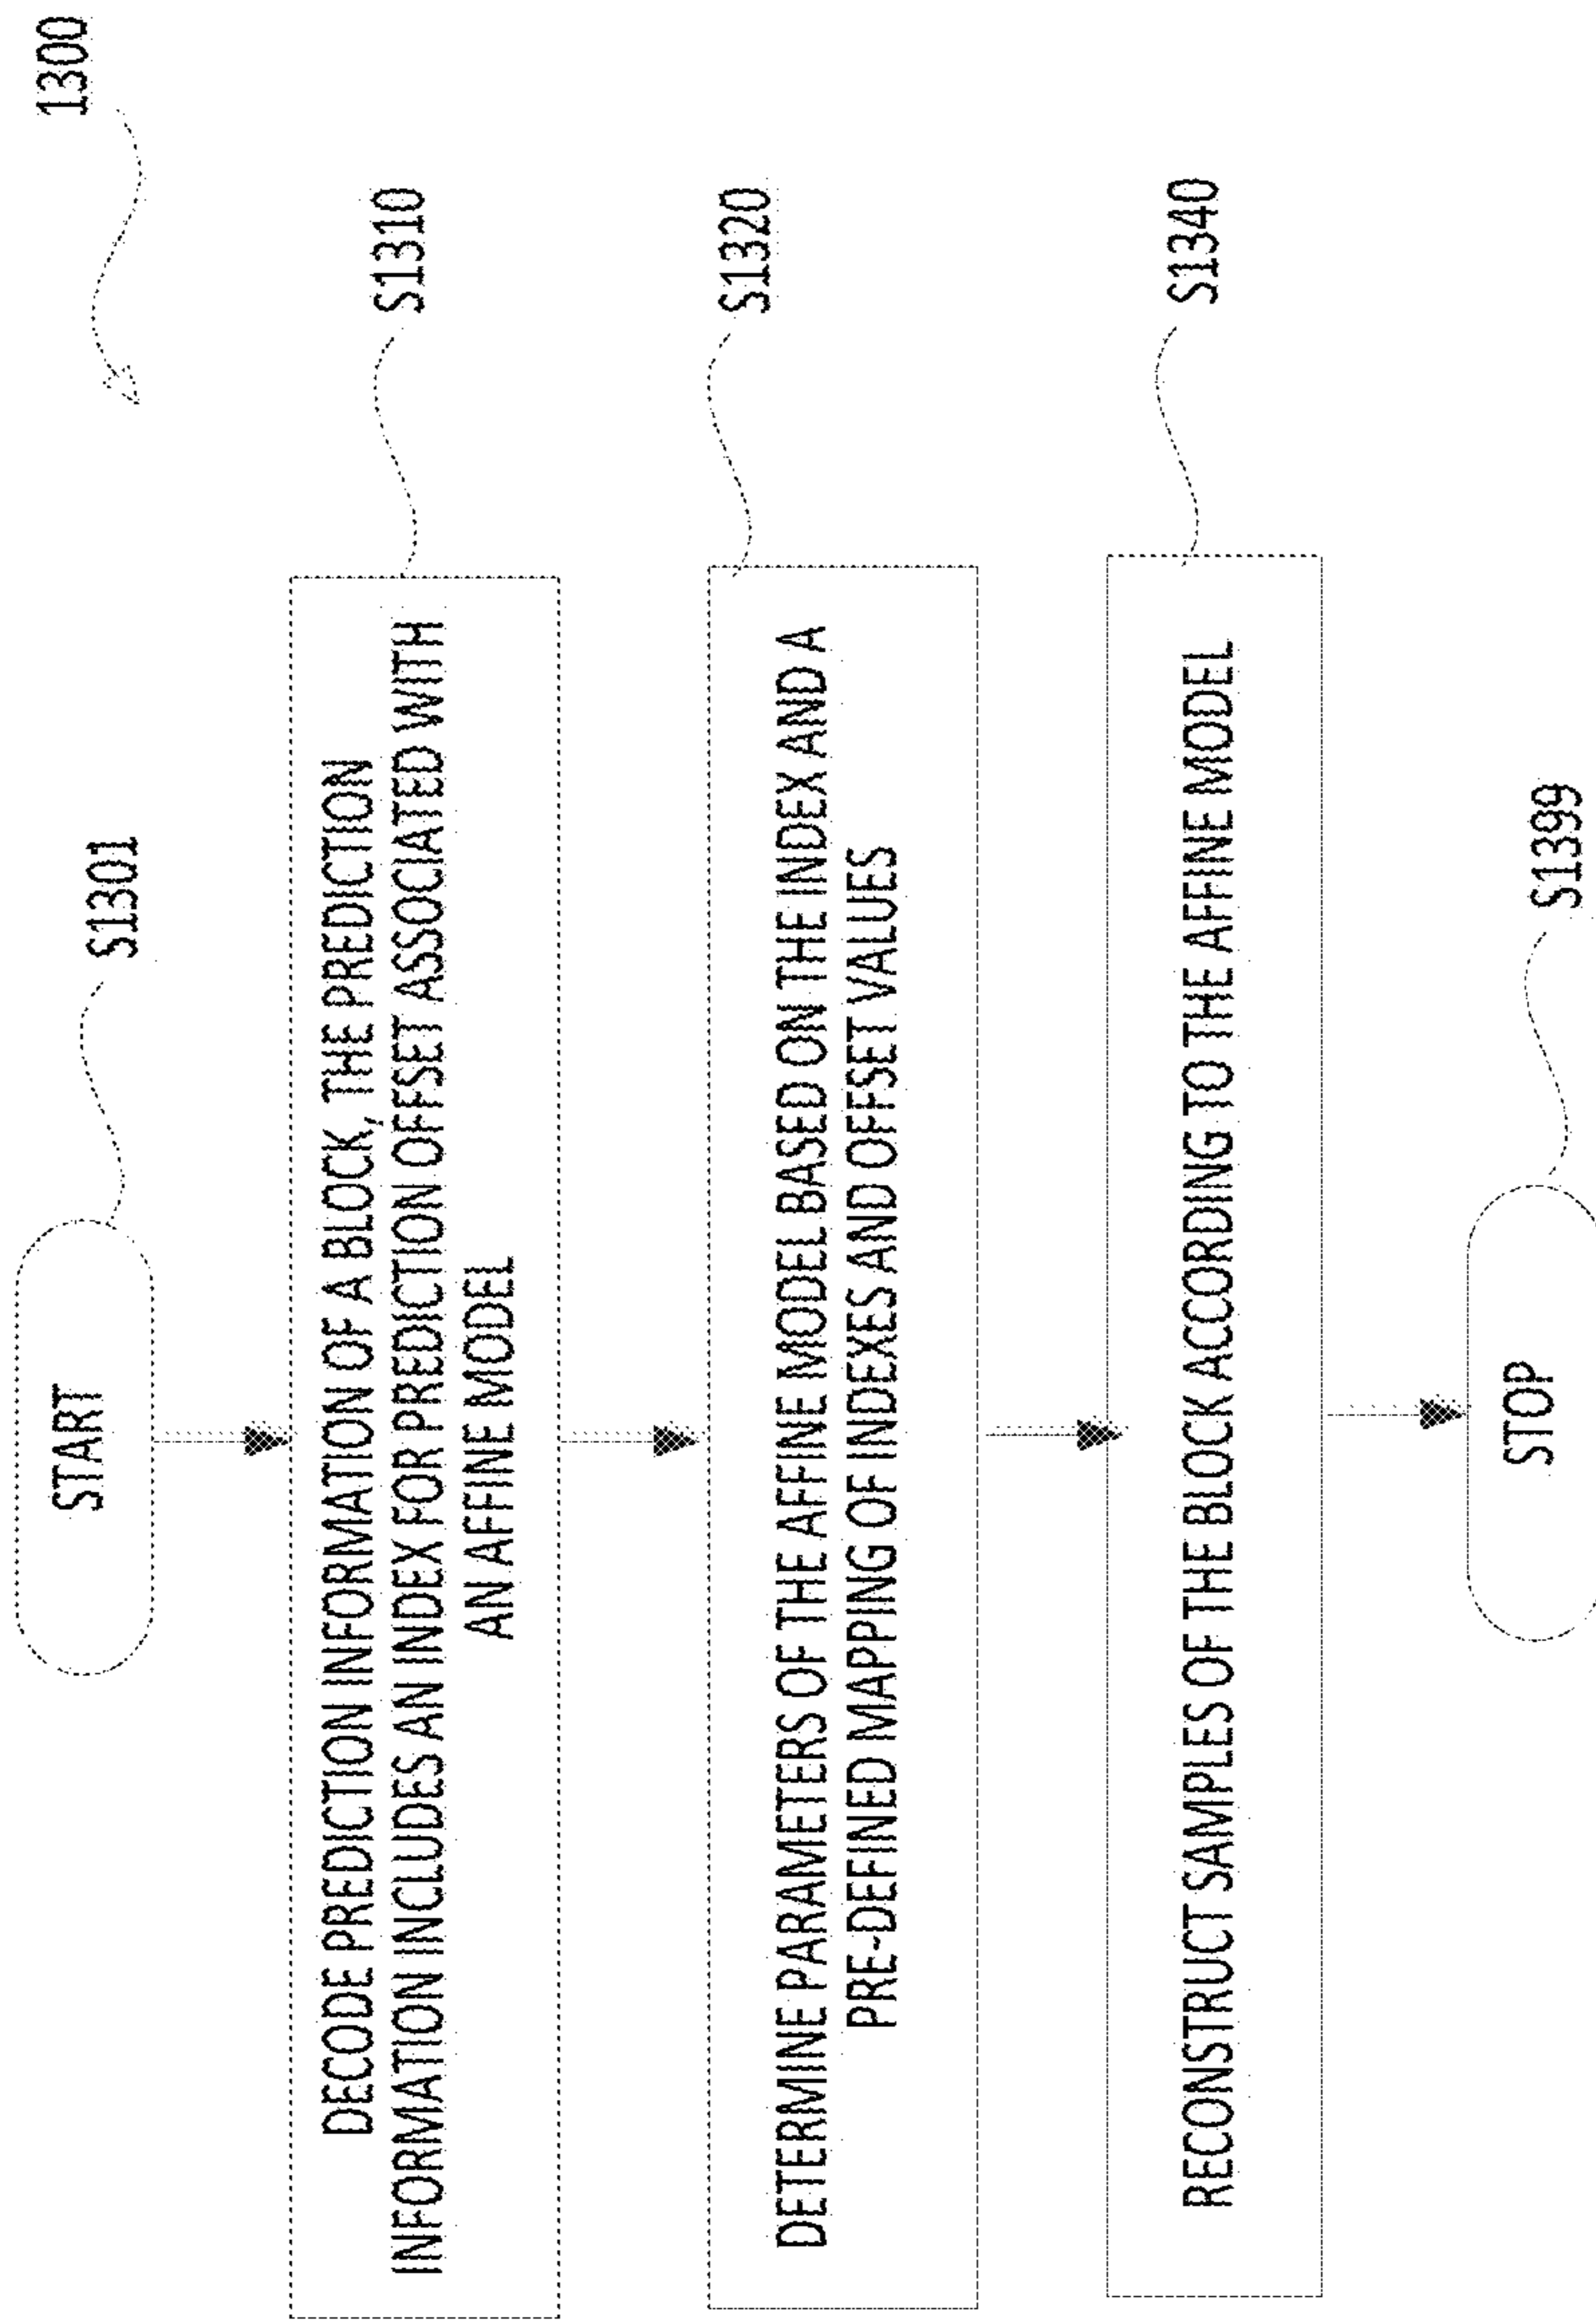 1300
START
S1301
DECODE PREDICTION INFORMATION OF A BLOCK, THE PREDICTION
INFORMATION INCLUDES AN INDEX FOR PREDICTION OFFSET ASSOCIATED WITH
AN AFFINE MODEL
S1310
DETERMINE PARAMETERS OF THE AFFINE MODEL BASED ON THE INDEX AND A
PRE-DEFINED MAPPING OF INDEXES AND OFFSET VALUES
S1320
RECONSTRUCT SAMPLES OF THE BLOCK ACCORDING TO THE AFFINE MODEL
S1340
STOP
S1399